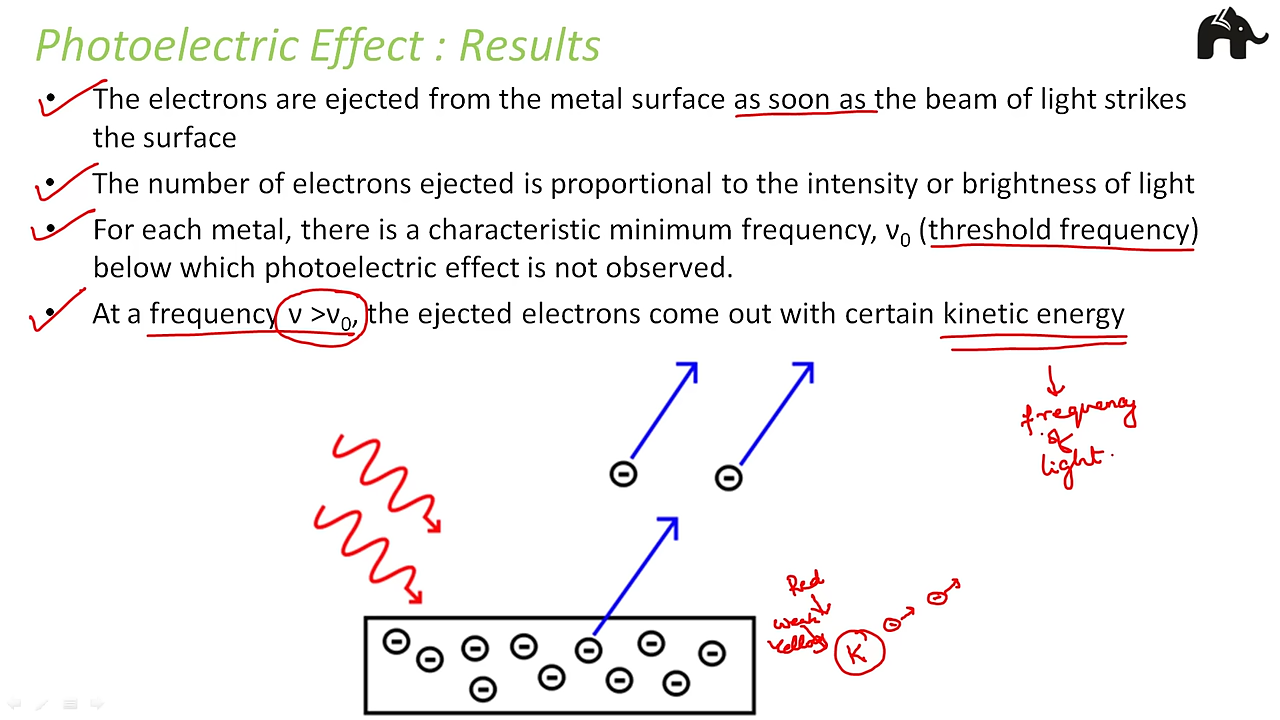 Photoelectric Effect : Results
• The electrons are ejected from the metal surface as soon as the beam of light strikes
the surface
• The number of electrons ejected is proportional to the intensity or brightness of light
• For each metal, there is a characteristic minimum frequency, ν₀ (threshold frequency)
below which photoelectric effect is not observed.
• At a frequency ν >ν₀, the ejected electrons come out with certain kinetic energy
frequency
of
light.
Red
weak
Yellow
K